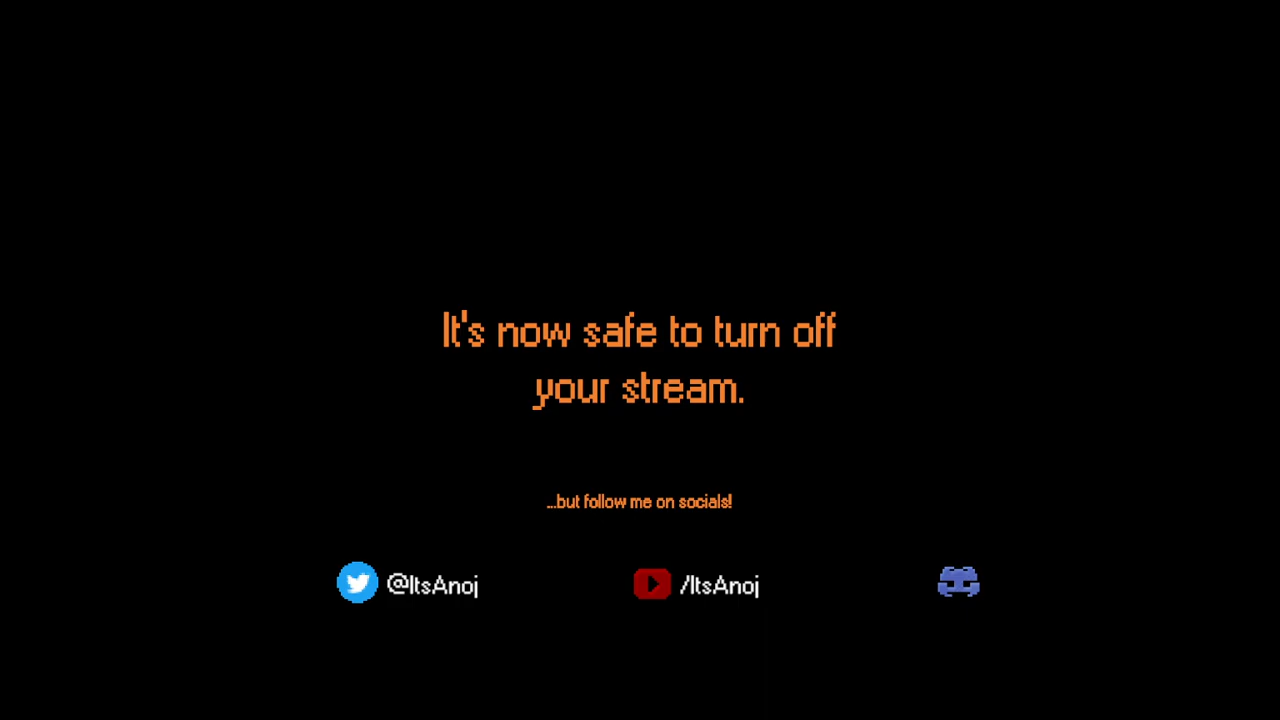 It's now safe to turn off
your stream.
...but follow me on socials!
@ItsAnoj
/ItsAnoj